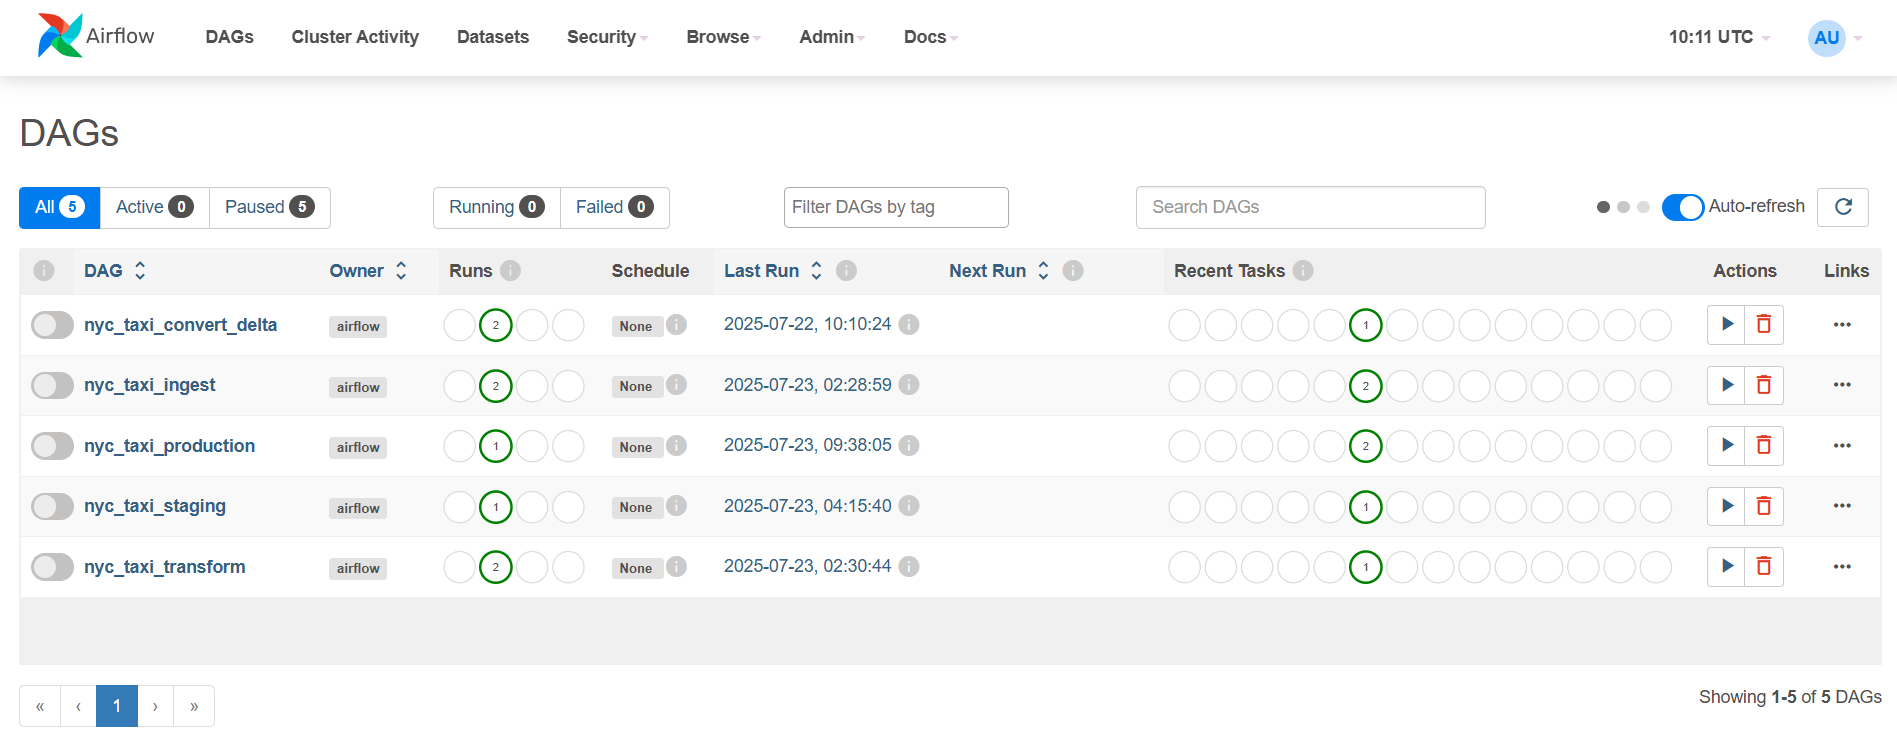 Airflow DAGs Cluster Activity Datasets Security Browse Admin Docs 10:11 UTC AU
DAGs
All 5 Active 0 Paused 5 Running 0 Failed 0 Filter DAGs by tag Search DAGs Auto-refresh
i DAG Owner Runs i Schedule Last Run i Next Run i Recent Tasks i Actions Links
nyc_taxi_convert_delta airflow 2 None i 2025-07-22, 10:10:24 i 1 •••
nyc_taxi_ingest airflow 2 None i 2025-07-23, 02:28:59 i 2 •••
nyc_taxi_production airflow 1 None i 2025-07-23, 09:38:05 i 2 •••
nyc_taxi_staging airflow 1 None i 2025-07-23, 04:15:40 i 1 •••
nyc_taxi_transform airflow 2 None i 2025-07-23, 02:30:44 i 1 •••
« ‹ 1 › » Showing 1-5 of 5 DAGs